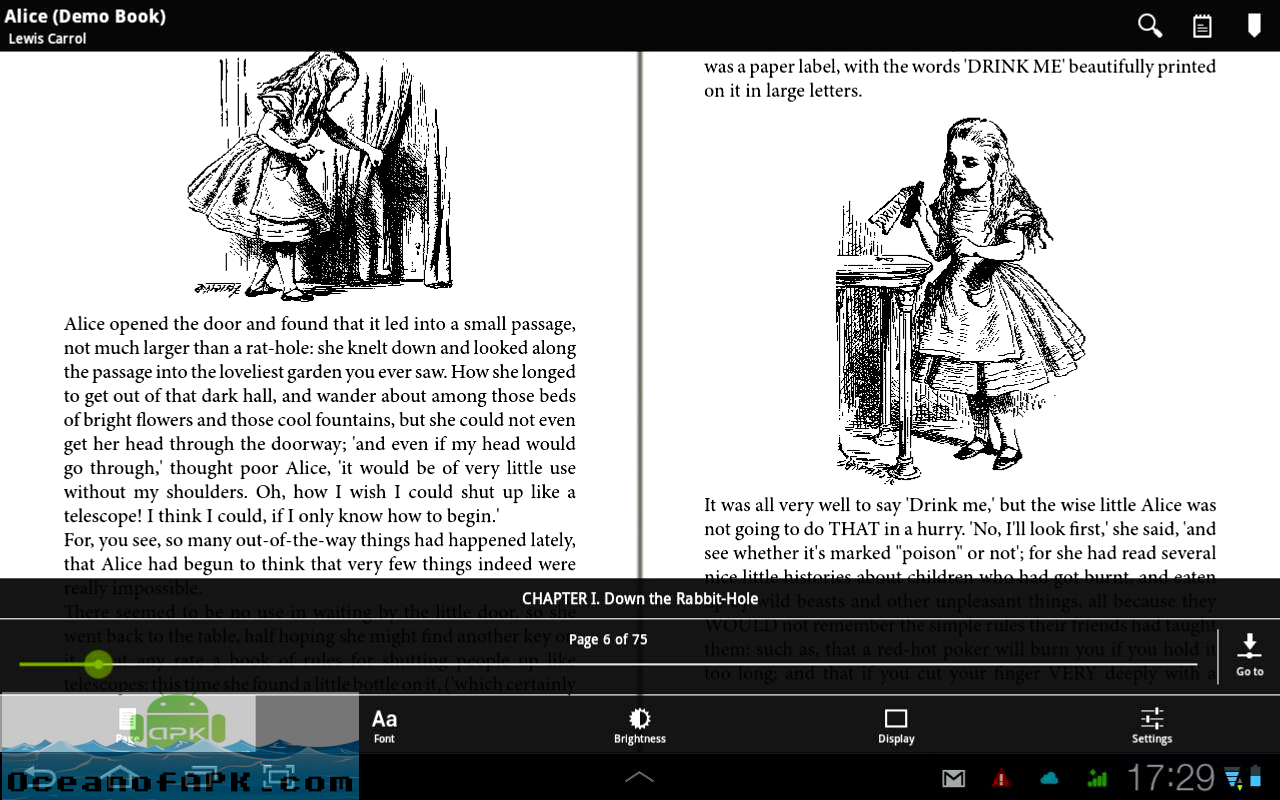 Alice (Demo Book)
Lewis Carrol
Alice opened the door and found that it led into a small passage,
not much larger than a rat-hole: she knelt down and looked along
the passage into the loveliest garden you ever saw. How she longed
to get out of that dark hall, and wander about among those beds
of bright flowers and those cool fountains, but she could not even
get her head through the doorway; 'and even if my head would
go through,' thought poor Alice, 'it would be of very little use
without my shoulders. Oh, how I wish I could shut up like a
telescope! I think I could, if I only know how to begin.'
For, you see, so many out-of-the-way things had happened lately,
that Alice had begun to think that very few things indeed were
really impossible.
There seemed to be no use in waiting by the little door, so she
went back to the table, half hoping she might find another key
at any rate a book of rules for shutting people up like
telescopes: this time she found a little bottle on it, ('which certainly
was a paper label, with the words 'DRINK ME' beautifully printed
on it in large letters.
DRINK
It was all very well to say 'Drink me,' but the wise little Alice was
not going to do THAT in a hurry. 'No, I'll look first,' she said, 'and
see whether it's marked "poison" or not'; for she had read several
nice little histories about children who had got burnt, and eaten
wild beasts and other unpleasant things, all because they
WOULD not remember the simple rules their friends had taught
them: such as, that a red-hot poker will burn you if you hold it
too long; and that if you cut your finger VERY deeply with a
CHAPTER I. Down the Rabbit-Hole
Page 6 of 75
Go to
Page
Font
Aa
Brightness
Display
Settings
apk
OceanofAPK.com
17:29